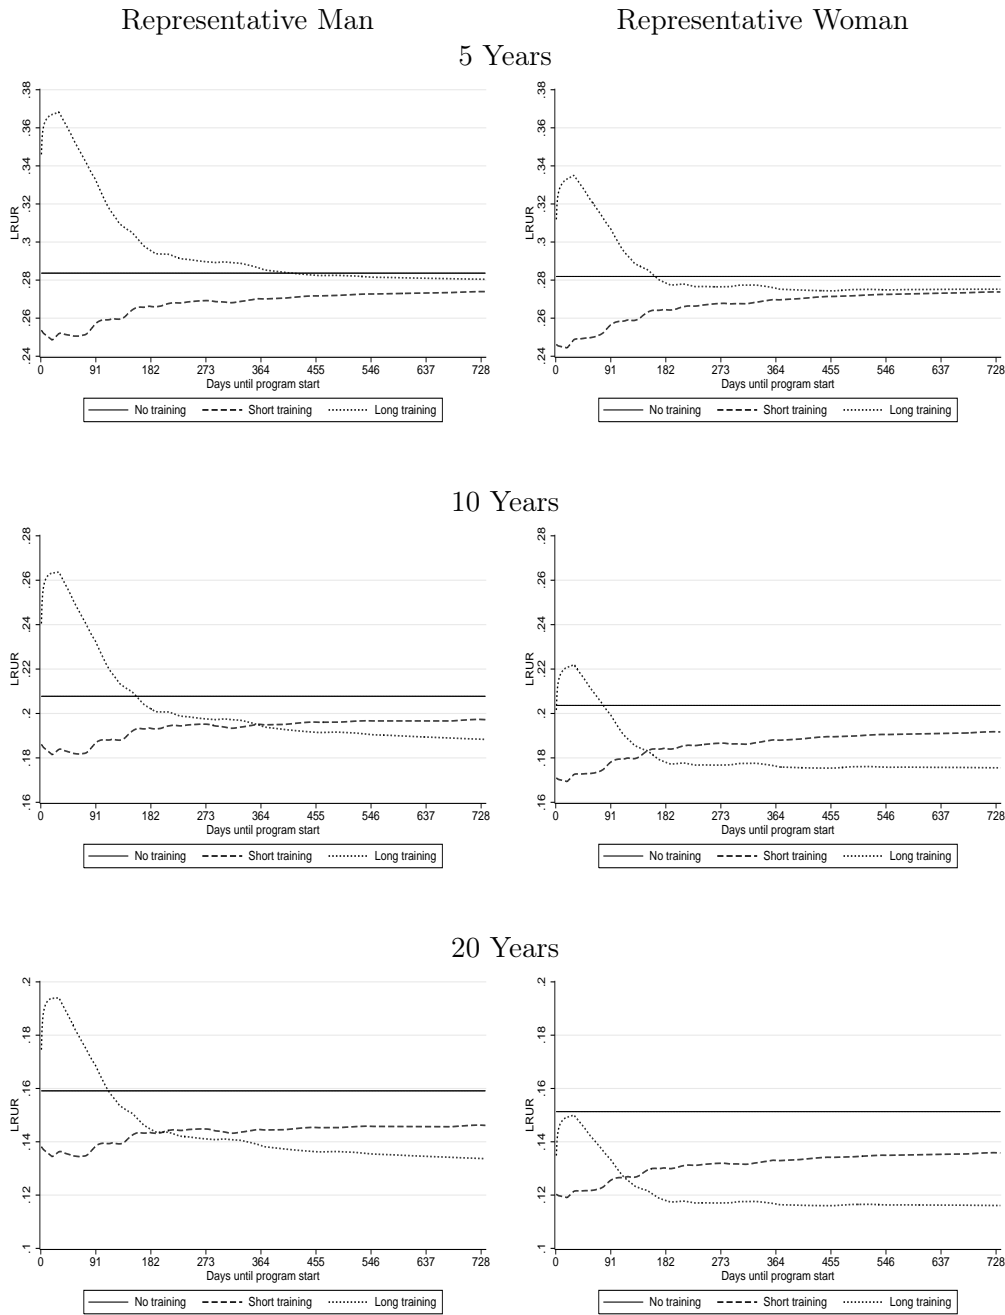 Representative Man Representative Woman
5 Years
.38 .38
.36 .36
.34 .34
.32 .32
LRUR LRUR
.3 .3
.28 .28
.26 .26
.24 .24
0 91 182 273 364 455 546 637 728 0 91 182 273 364 455 546 637 728
Days until program start Days until program start
No training Short training Long training No training Short training Long training
10 Years
.28 .28
.26 .26
.24 .24
.22 .22
LRUR LRUR
.2 .2
.18 .18
.16 .16
0 91 182 273 364 455 546 637 728 0 91 182 273 364 455 546 637 728
Days until program start Days until program start
No training Short training Long training No training Short training Long training
20 Years
.2 .2
.18 .18
.16 .16
LRUR LRUR
.14 .14
.12 .12
.1 .1
0 91 182 273 364 455 546 637 728 0 91 182 273 364 455 546 637 728
Days until program start Days until program start
No training Short training Long training No training Short training Long training